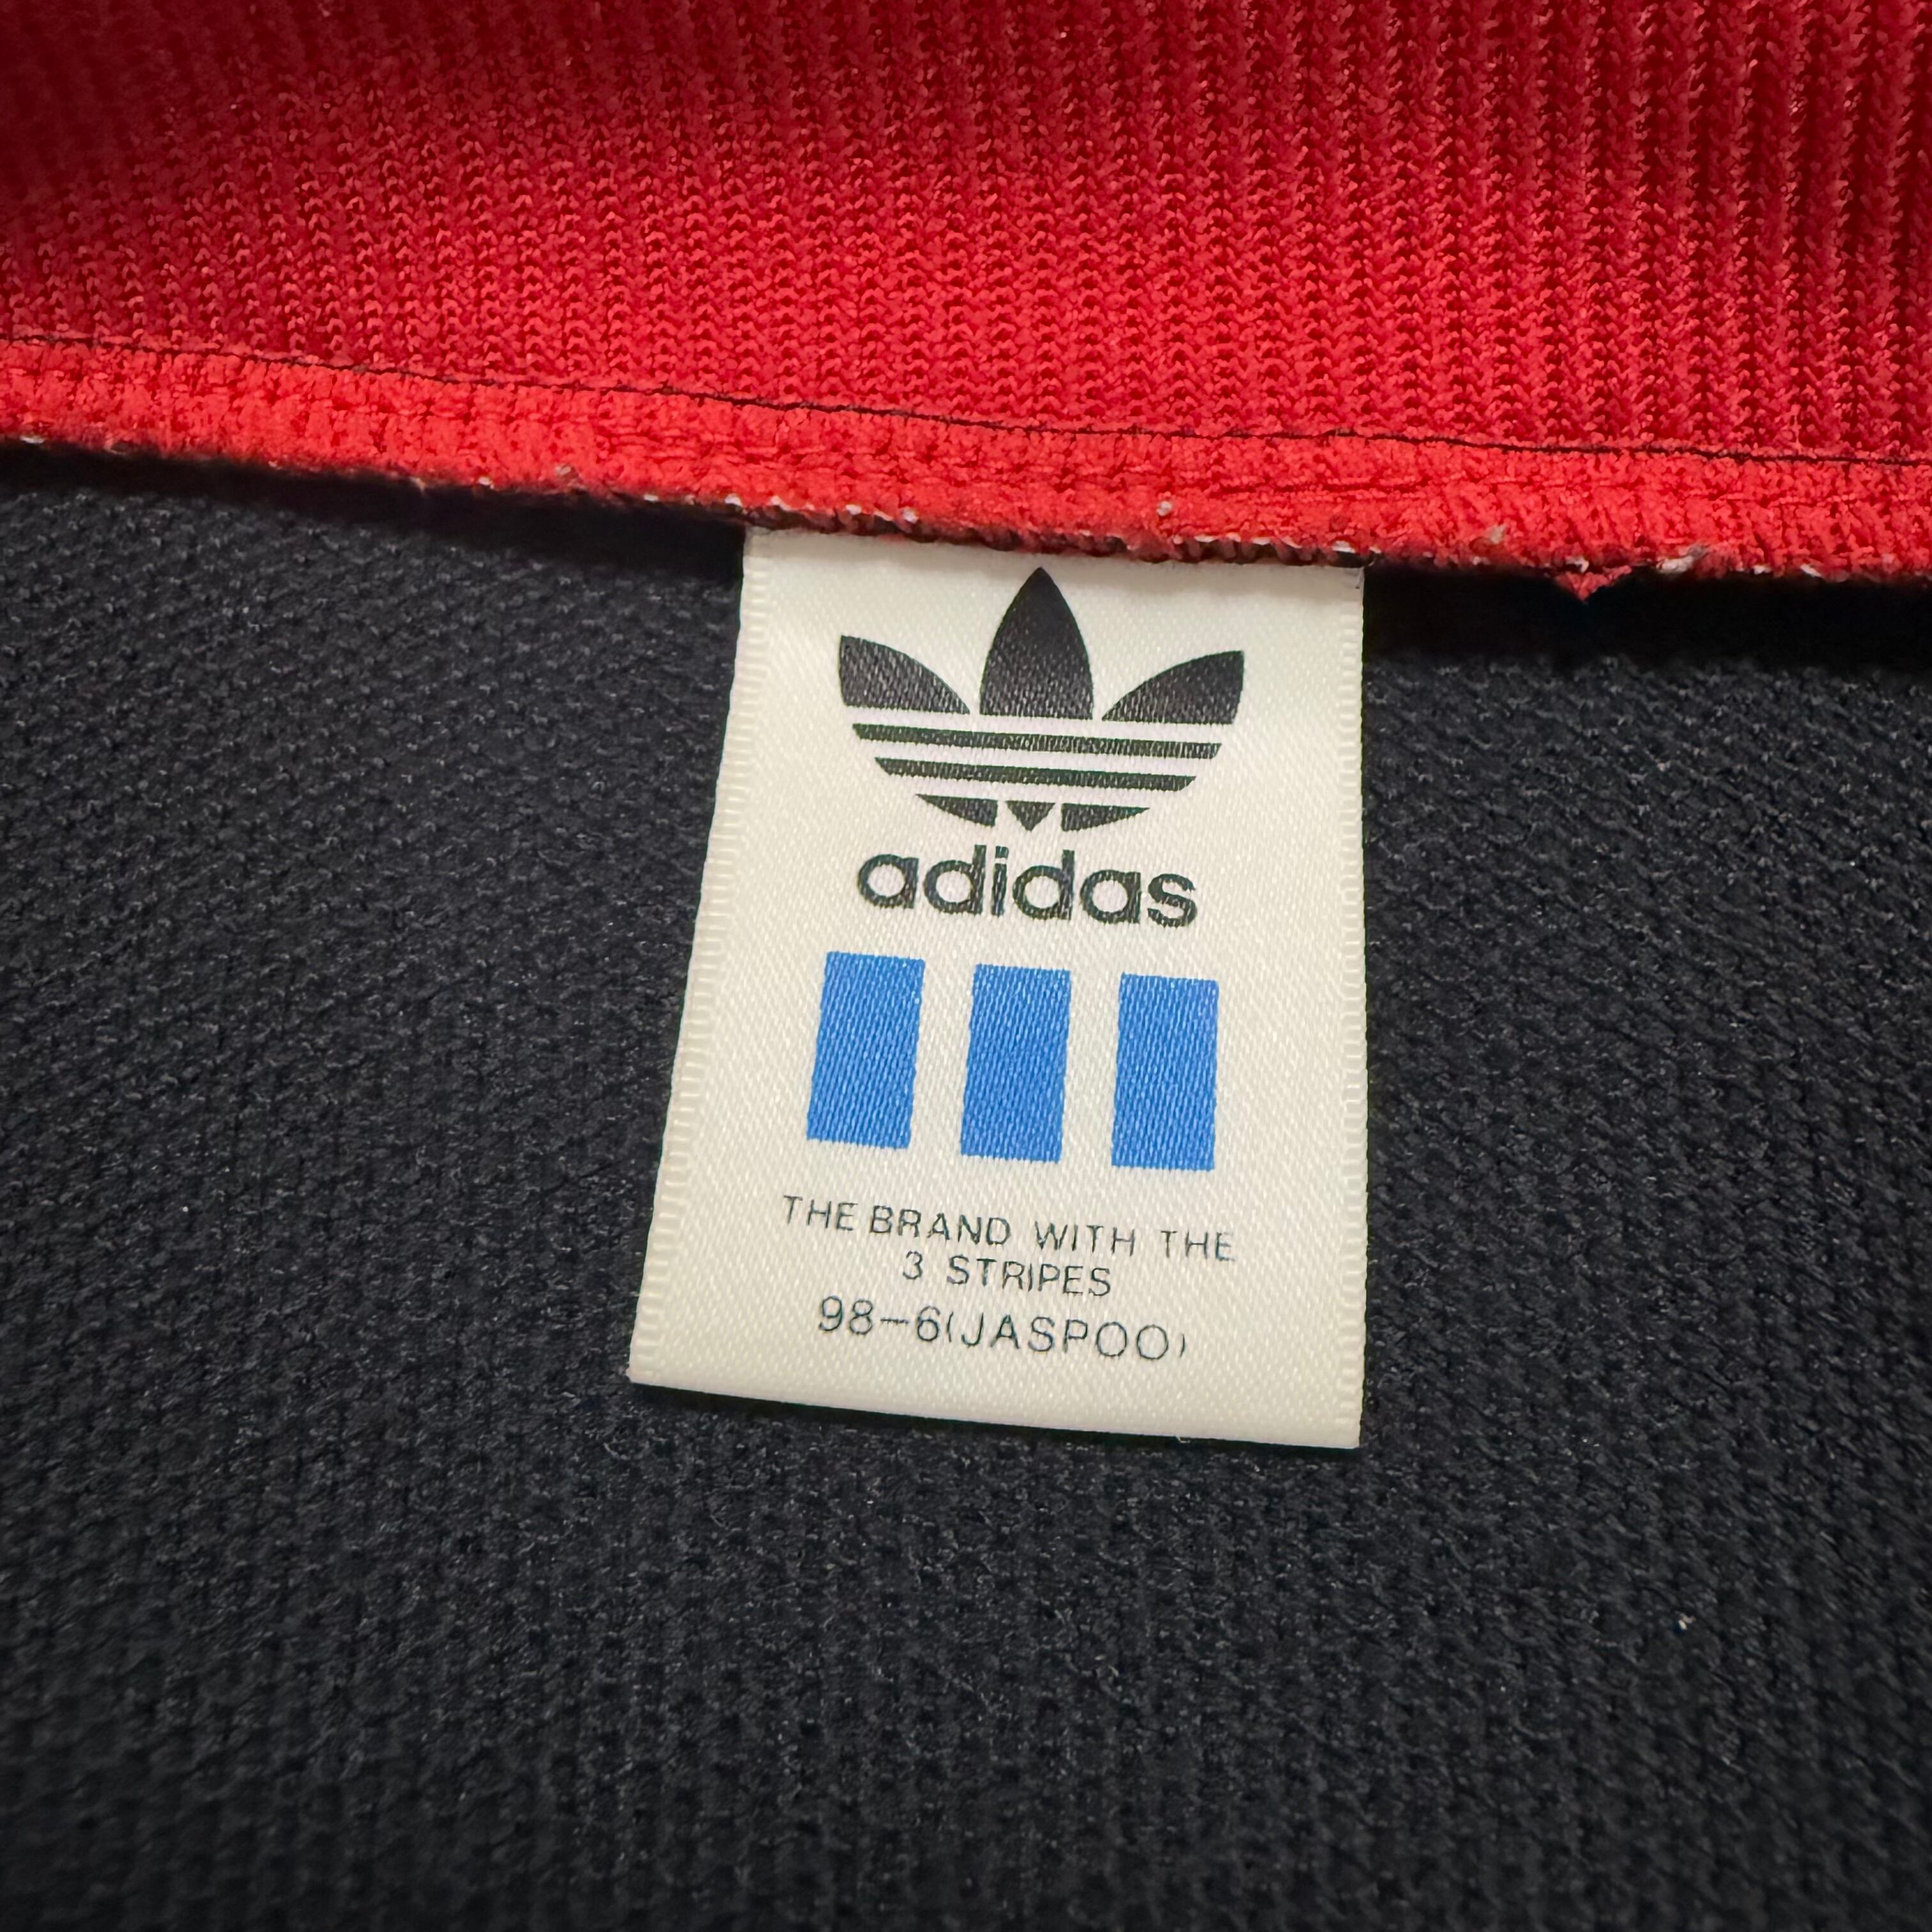 adidas
THE BRAND WITH THE
3 STRIPES
98-6(JASPOO)